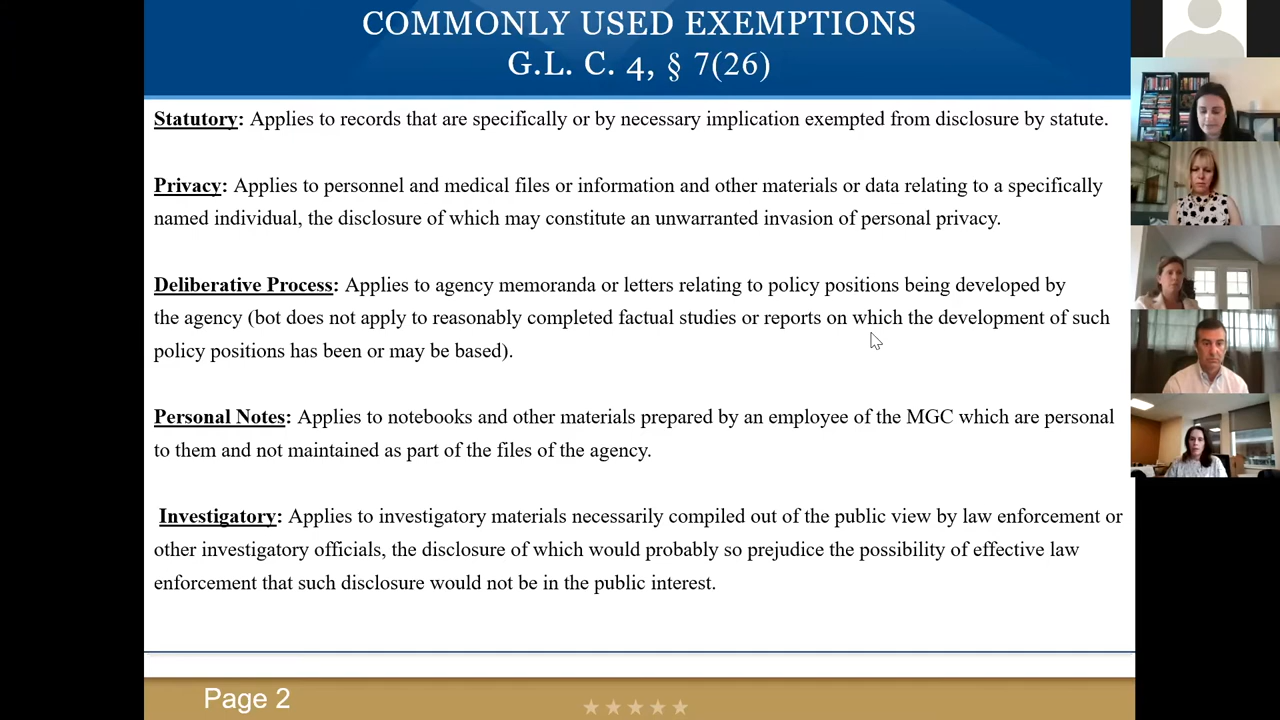 COMMONLY USED EXEMPTIONS
G.L. C. 4, § 7(26)
Statutory: Applies to records that are specifically or by necessary implication exempted from disclosure by statute.
Privacy: Applies to personnel and medical files or information and other materials or data relating to a specifically
named individual, the disclosure of which may constitute an unwarranted invasion of personal privacy.
Deliberative Process: Applies to agency memoranda or letters relating to policy positions being developed by
the agency (bot does not apply to reasonably completed factual studies or reports on which the development of such
policy positions has been or may be based).
Personal Notes: Applies to notebooks and other materials prepared by an employee of the MGC which are personal
to them and not maintained as part of the files of the agency.
Investigatory: Applies to investigatory materials necessarily compiled out of the public view by law enforcement or
other investigatory officials, the disclosure of which would probably so prejudice the possibility of effective law
enforcement that such disclosure would not be in the public interest.
Page 2